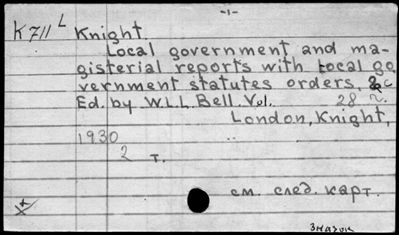 -1-
K 711 L Knight.
Local government and ma-
gisterial reports with local go
vernment statutes orders, &c
Ed. by W.L.L. Bell. Vol. 28
London, Knight,
1930
2 т.
см. след. карт.
Зназок